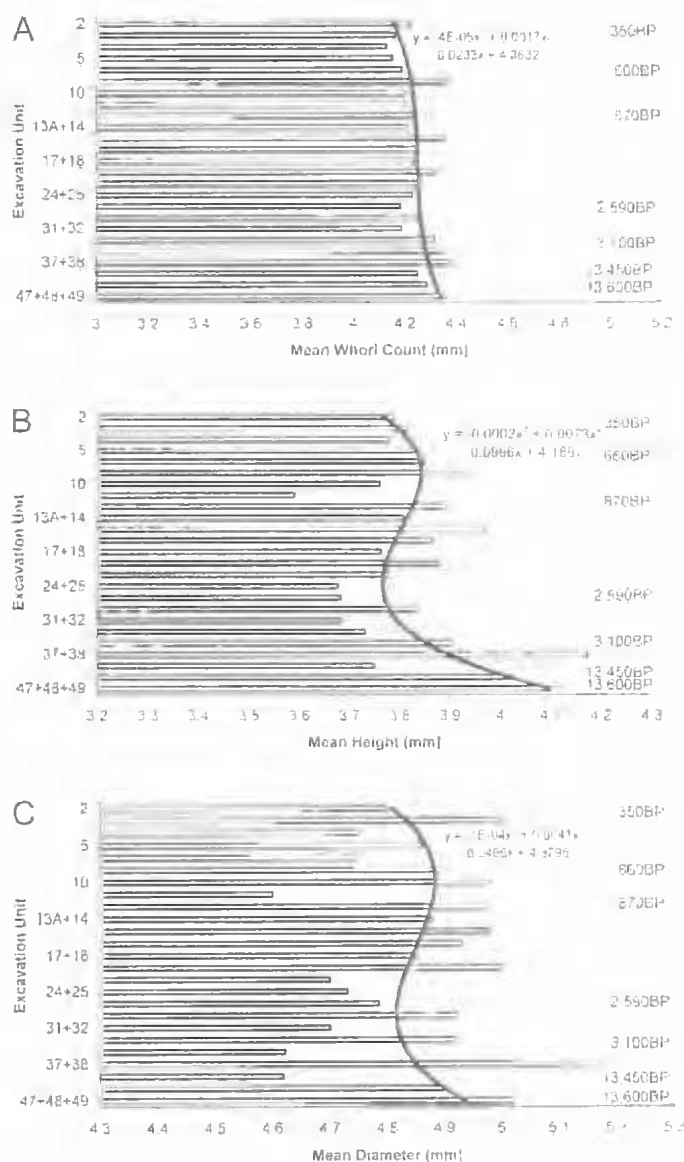 A
Excavation Unit
2
5
10
13A+14
17+18
24+25
31+32
37+38
47+48+49
350BP
870BP
2,590BP
3,100BP
13,600BP
3 3.2 3.4 3.6 3.8 4 4.2 4.4 4.6 4.8 5 5.2
Mean Whorl Count (mm)
B
Excavation Unit
2
5
10
13A+14
17+18
24+25
31+32
37+38
47+48+49
350BP
660BP
870BP
2,590BP
3,100BP
13,450BP
13,600BP
3.2 3.3 3.4 3.5 3.6 3.7 3.8 3.9 4 4.1 4.2 4.3
Mean Height (mm)
C
Excavation Unit
2
5
10
13A+14
17+18
24+25
31+32
37+38
47+48+49
350BP
660BP
870BP
2,590BP
3,100BP
13,450BP
13,600BP
4.3 4.4 4.5 4.6 4.7 4.8 4.9 5 5.1 5.2 5.3
Mean Diameter (mm)